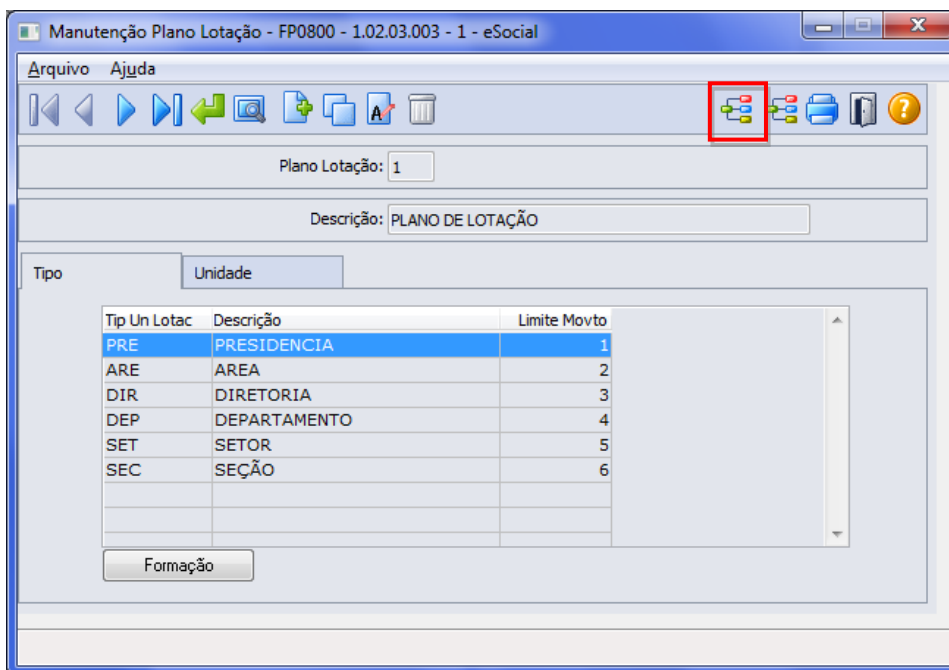 Manutenção Plano Lotação - FP0800 - 1.02.03.003 - 1 - eSocial
Arquivo Ajuda
Plano Lotação: 1
Descrição: PLANO DE LOTAÇÃO
Tipo Unidade
Tip Un Lotac Descrição Limite Movto
PRE PRESIDENCIA 1
ARE AREA 2
DIR DIRETORIA 3
DEP DEPARTAMENTO 4
SET SETOR 5
SEC SEÇÃO 6
Formação